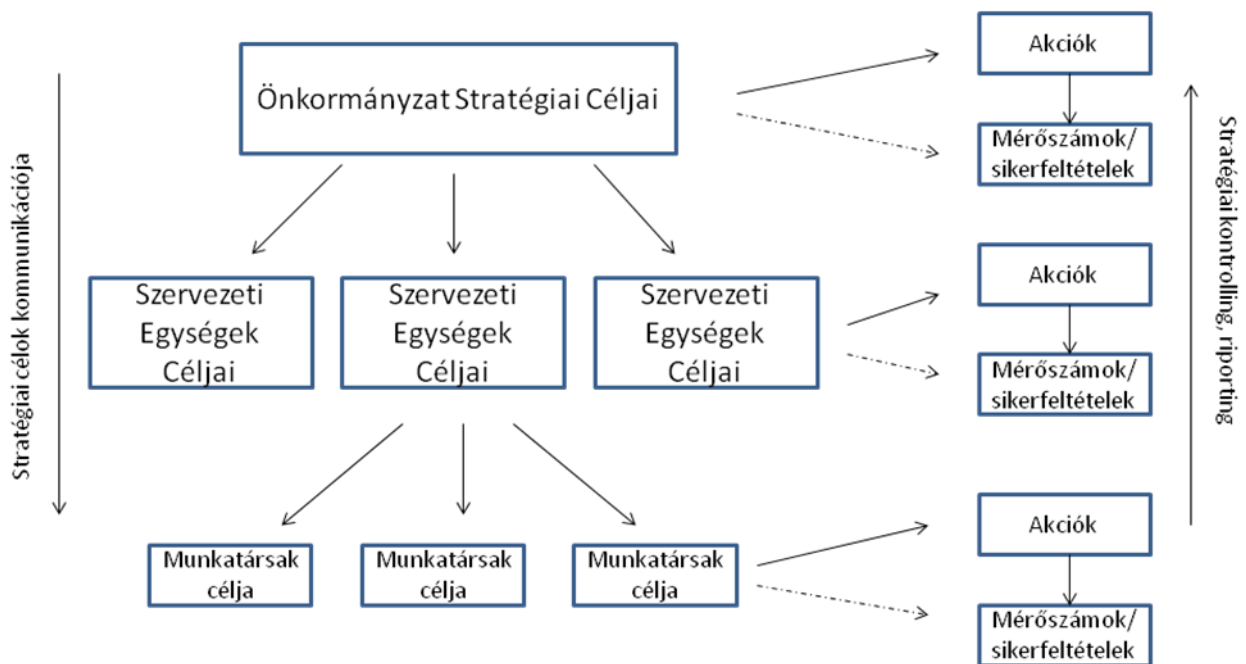 Önkormányzat Stratégiai Céljai
Akciók
Mérőszámok/
sikerfeltételek
Stratégiai célok kommunikációja
Stratégiai kontrolling, riporting
Szervezeti
Egységek
Céljai
Szervezeti
Egységek
Céljai
Szervezeti
Egységek
Céljai
Akciók
Mérőszámok/
sikerfeltételek
Munkatársak
célja
Munkatársak
célja
Munkatársak
célja
Akciók
Mérőszámok/
sikerfeltételek